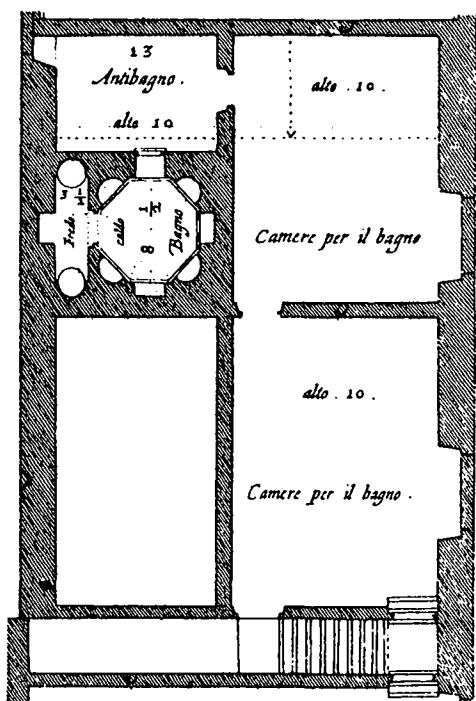 13
Antibagno.
alto 10
alto . 10 .
3 1/2
Fredo
caldo
8 1/2
Bagno
Camere per il bagno
alto . 10 .
Camere per il bagno .